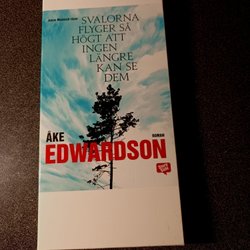 SVALORNA
FLYGER SÅ
HÖGT ATT
INGEN
LÄNGRE
KAN SE
DEM
ÅKE
ROMAN
EDWARDSON